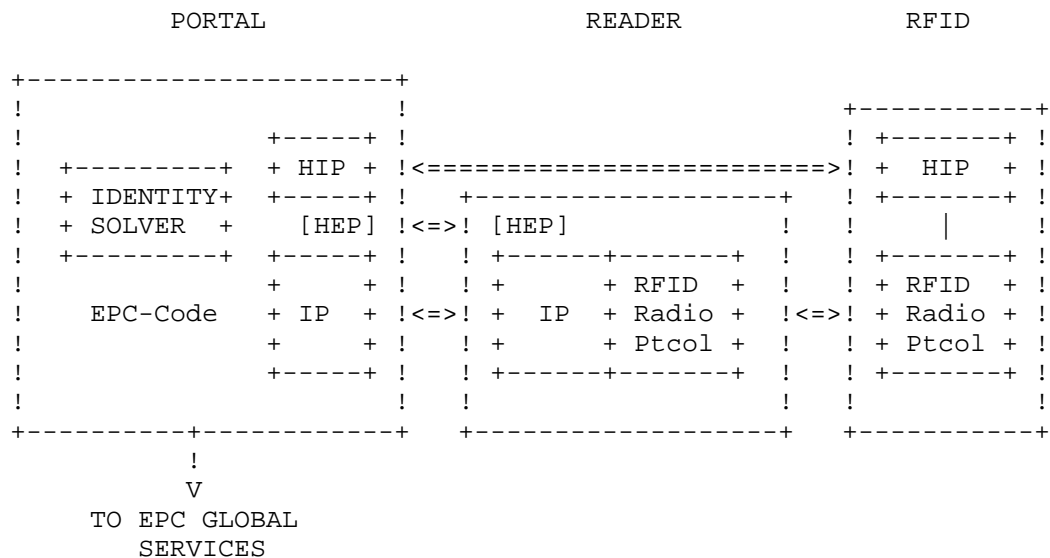 PORTAL READER RFID
+-----------------------+
! ! +-----------+
! +-----+ ! ! +-------+ !
! +---------+ + HIP + !<=========================>! + HIP + !
! + IDENTITY+ +-----+ ! +-------------------+ ! +-------+ !
! + SOLVER + [HEP] !<=>! [HEP] ! ! | !
! +---------+ +-----+ ! ! +------+-------+ ! ! +-------+ !
! + + ! ! + + RFID + ! ! + RFID + !
! EPC-Code + IP + !<=>! + IP + Radio + !<=>! + Radio + !
! + + ! ! + + Ptcol + ! ! + Ptcol + !
! +-----+ ! ! +------+-------+ ! ! +-------+ !
! ! ! ! ! !
+----------+------------+ +-------------------+ +-----------+
!
V
TO EPC GLOBAL
SERVICES